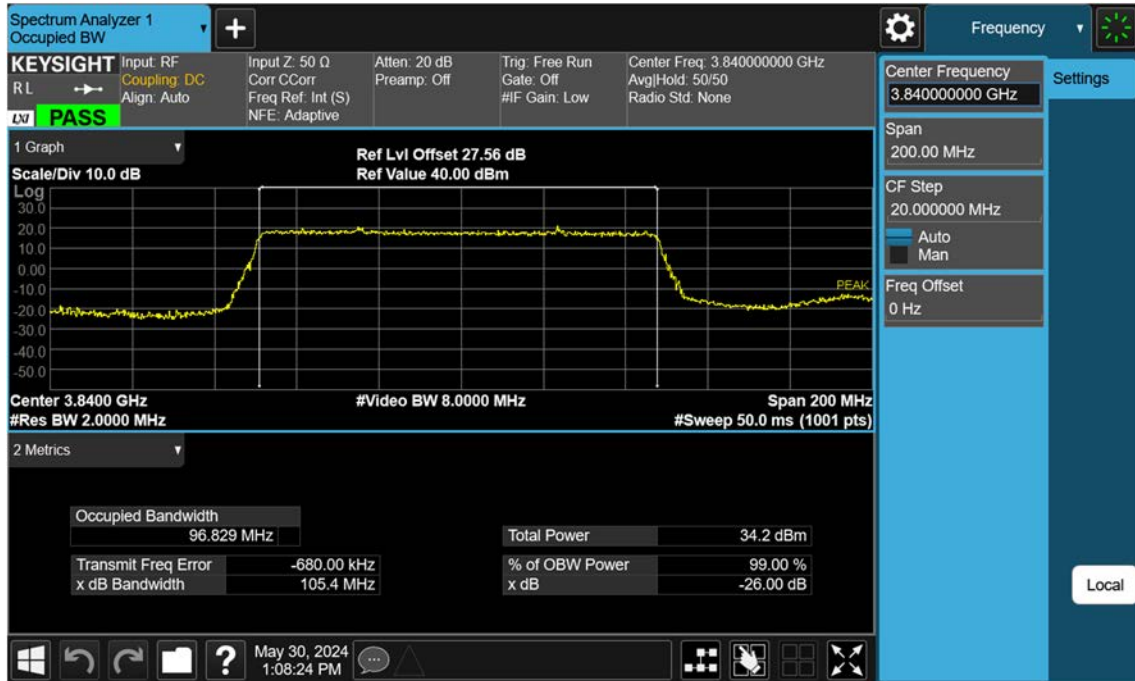 Spectrum Analyzer 1
Occupied BW
+
Frequency
KEYSIGHT
R L
LXI
PASS
Input: RF
Coupling: DC
Align: Auto
Input Z: 50 Ω
Corr CCorr
Freq Ref: Int (S)
NFE: Adaptive
Atten: 20 dB
Preamp: Off
Trig: Free Run
Gate: Off
#IF Gain: Low
Center Freq: 3.840000000 GHz
Avg|Hold: 50/50
Radio Std: None
Center Frequency
3.840000000 GHz
Settings
Span
200.00 MHz
CF Step
20.000000 MHz
Auto
Man
Freq Offset
0 Hz
Local
1 Graph
Scale/Div 10.0 dB
Ref Lvl Offset 27.56 dB
Ref Value 40.00 dBm
Log
30.0
20.0
10.0
0.00
-10.0
-20.0
-30.0
-40.0
-50.0
PEAK
Center 3.8400 GHz
#Video BW 8.0000 MHz
Span 200 MHz
#Res BW 2.0000 MHz
#Sweep 50.0 ms (1001 pts)
2 Metrics
Occupied Bandwidth
96.829 MHz
Total Power 34.2 dBm
Transmit Freq Error -680.00 kHz
% of OBW Power 99.00 %
x dB Bandwidth 105.4 MHz
x dB -26.00 dB
?
May 30, 2024
1:08:24 PM